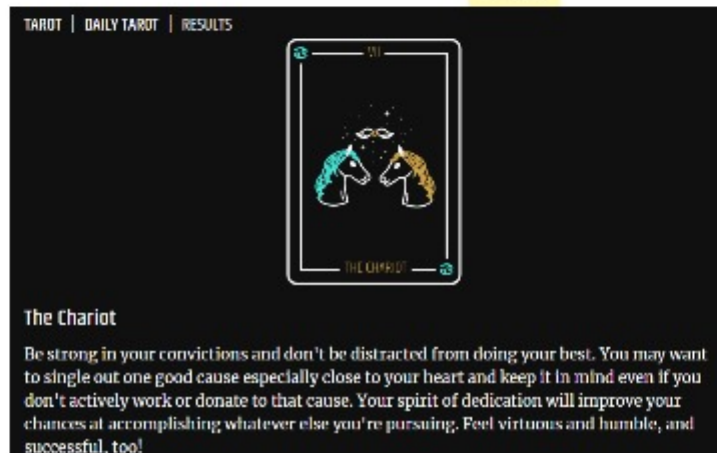 TAROT | DAILY TAROT | RESULTS
VII
THE CHARIOT
The Chariot
Be strong in your convictions and don't be distracted from doing your best. You may want
to single out one good cause especially close to your heart and keep it in mind even if you
don't actively work or donate to that cause. Your spirit of dedication will improve your
chances at accomplishing whatever else you're pursuing. Feel virtuous and humble, and
successful, too!